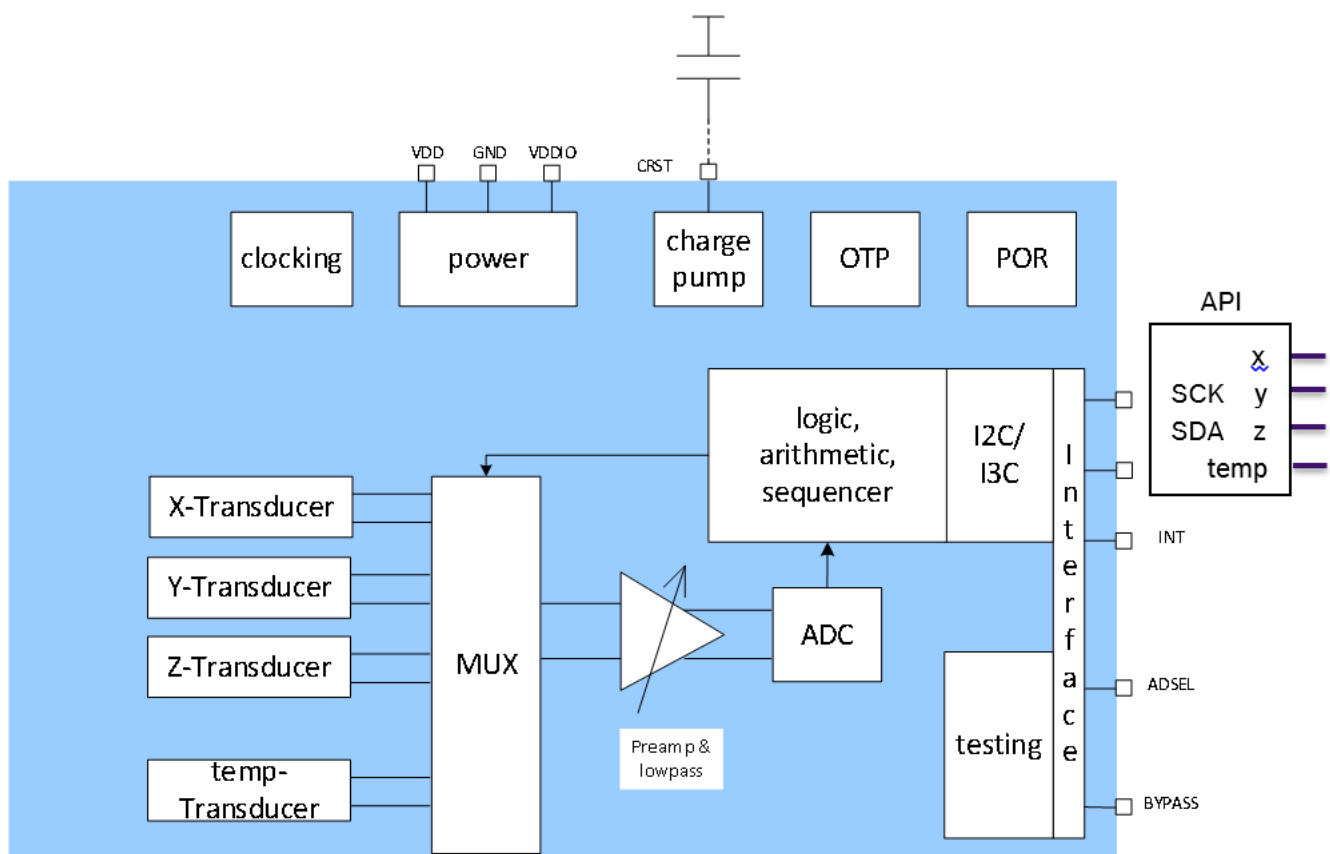 VDD
GND
VDDIO
CRST
clocking
power
charge
pump
OTP
POR
API
x
SCK y
SDA z
temp
logic,
arithmetic,
sequencer
I2C/
I3C
Interface
INT
X-Transducer
Y-Transducer
Z-Transducer
temp-
Transducer
MUX
ADC
Preamp &
lowpass
testing
ADSEL
BYPASS